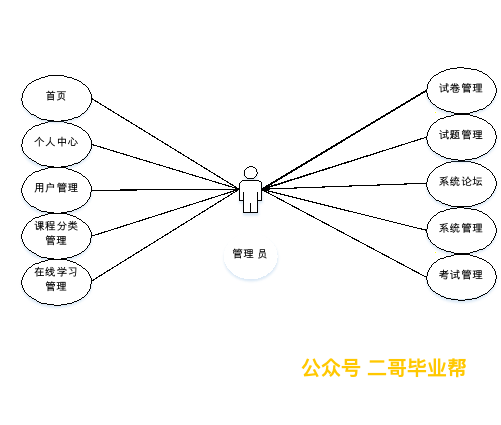 首页
个人中心
用户管理
课程分类
管理
在线学习
管理
管理 员
试卷管理
试题管理
系统论坛
系统管理
考试管理
公众号 二哥毕业帮